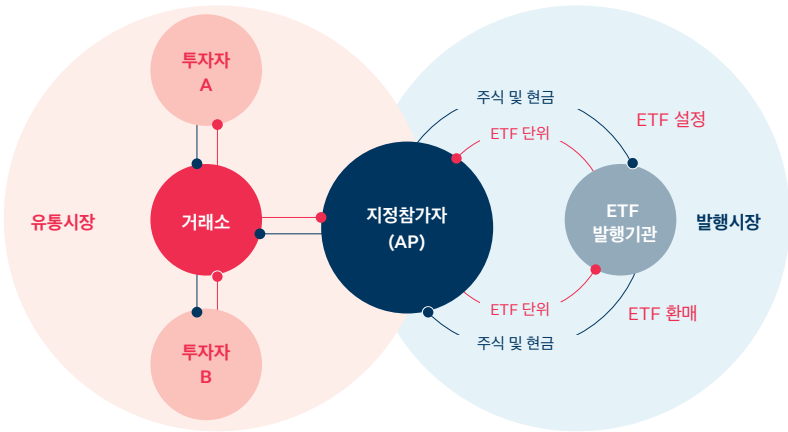 투자자
A
유통시장
거래소
투자자
B
지정참가자
(AP)
주식 및 현금
ETF 단위
ETF 설정
ETF
발행기관
발행시장
ETF 단위
주식 및 현금
ETF 환매